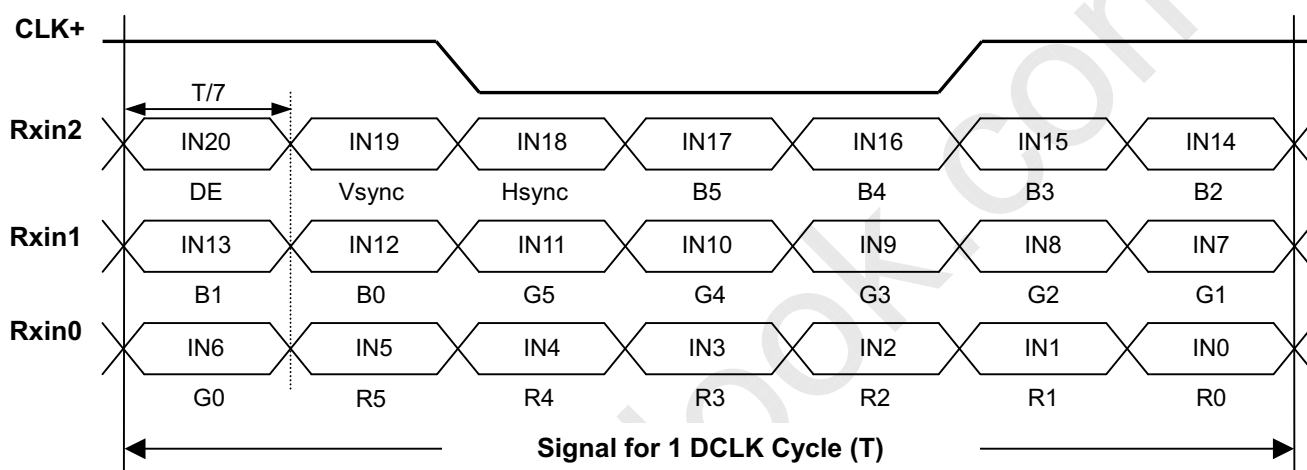 CLK+
T/7
Rxin2 IN20 IN19 IN18 IN17 IN16 IN15 IN14
DE Vsync Hsync B5 B4 B3 B2
Rxin1 IN13 IN12 IN11 IN10 IN9 IN8 IN7
B1 B0 G5 G4 G3 G2 G1
Rxin0 IN6 IN5 IN4 IN3 IN2 IN1 IN0
G0 R5 R4 R3 R2 R1 R0
Signal for 1 DCLK Cycle (T)